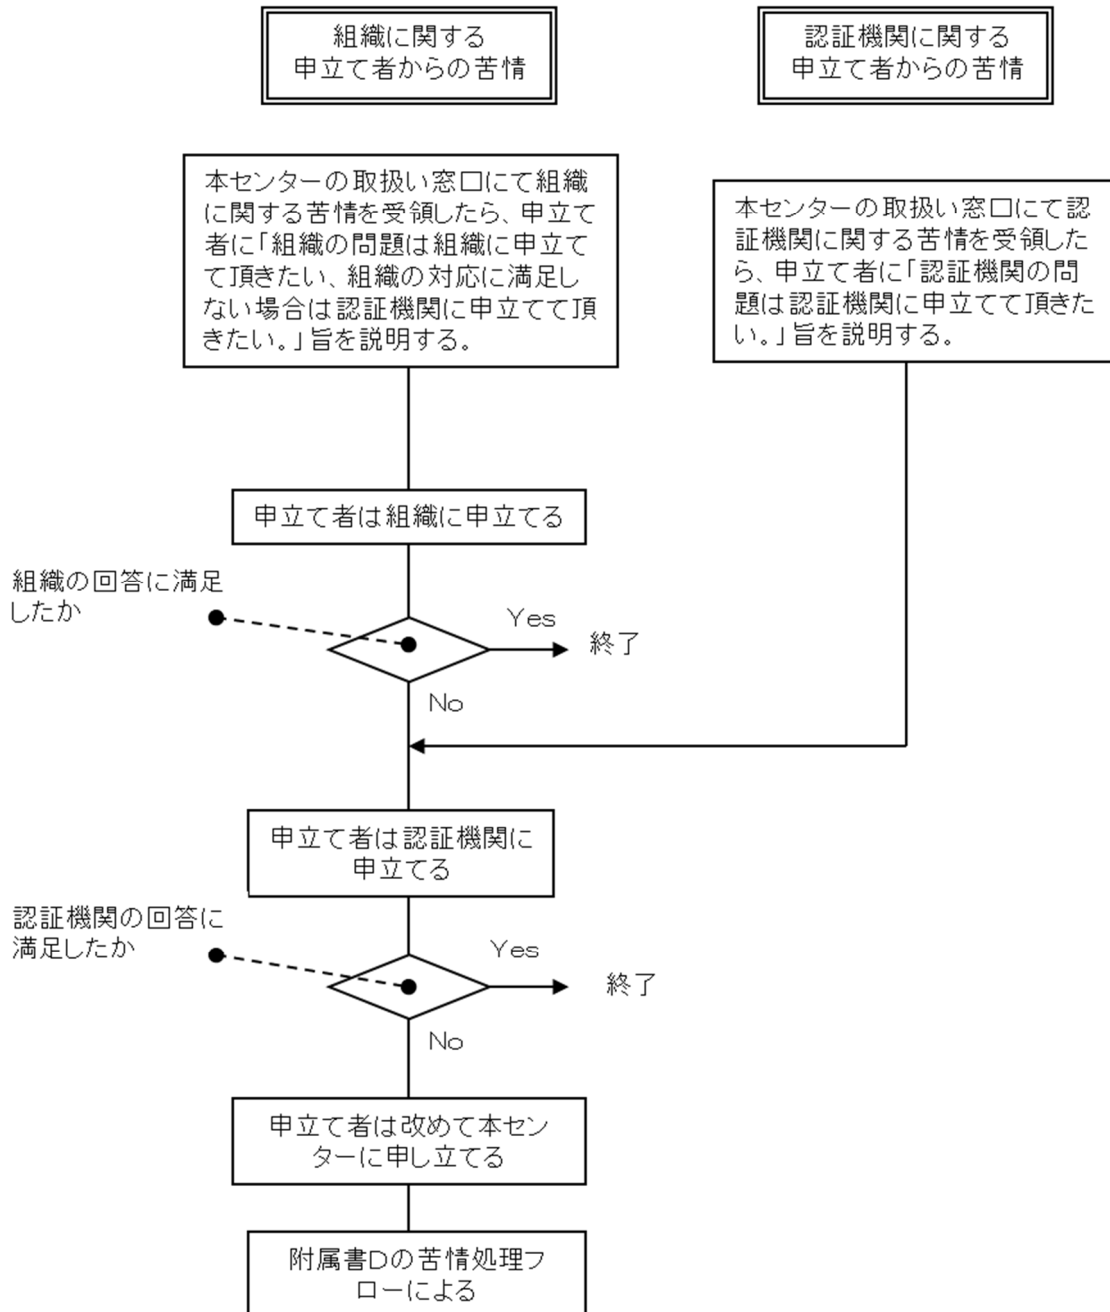 組織に関する
申立て者からの苦情
認証機関に関する
申立て者からの苦情
本センターの取扱い窓口にて組織
に関する苦情を受領したら、申立て
者に「組織の問題は組織に申立て
て頂きたい、組織の対応に満足し
ない場合は認証機関に申立てて頂
きたい。」旨を説明する。
本センターの取扱い窓口にて認
証機関に関する苦情を受領した
ら、申立て者に「認証機関の問
題は認証機関に申立てて頂きた
い。」旨を説明する。
申立て者は組織に申立てる
組織の回答に満足
したか
Yes
終了
No
申立て者は認証機関に
申立てる
認証機関の回答に
満足したか
Yes
終了
No
申立て者は改めて本セン
ターに申し立てる
附属書Dの苦情処理フ
ローによる